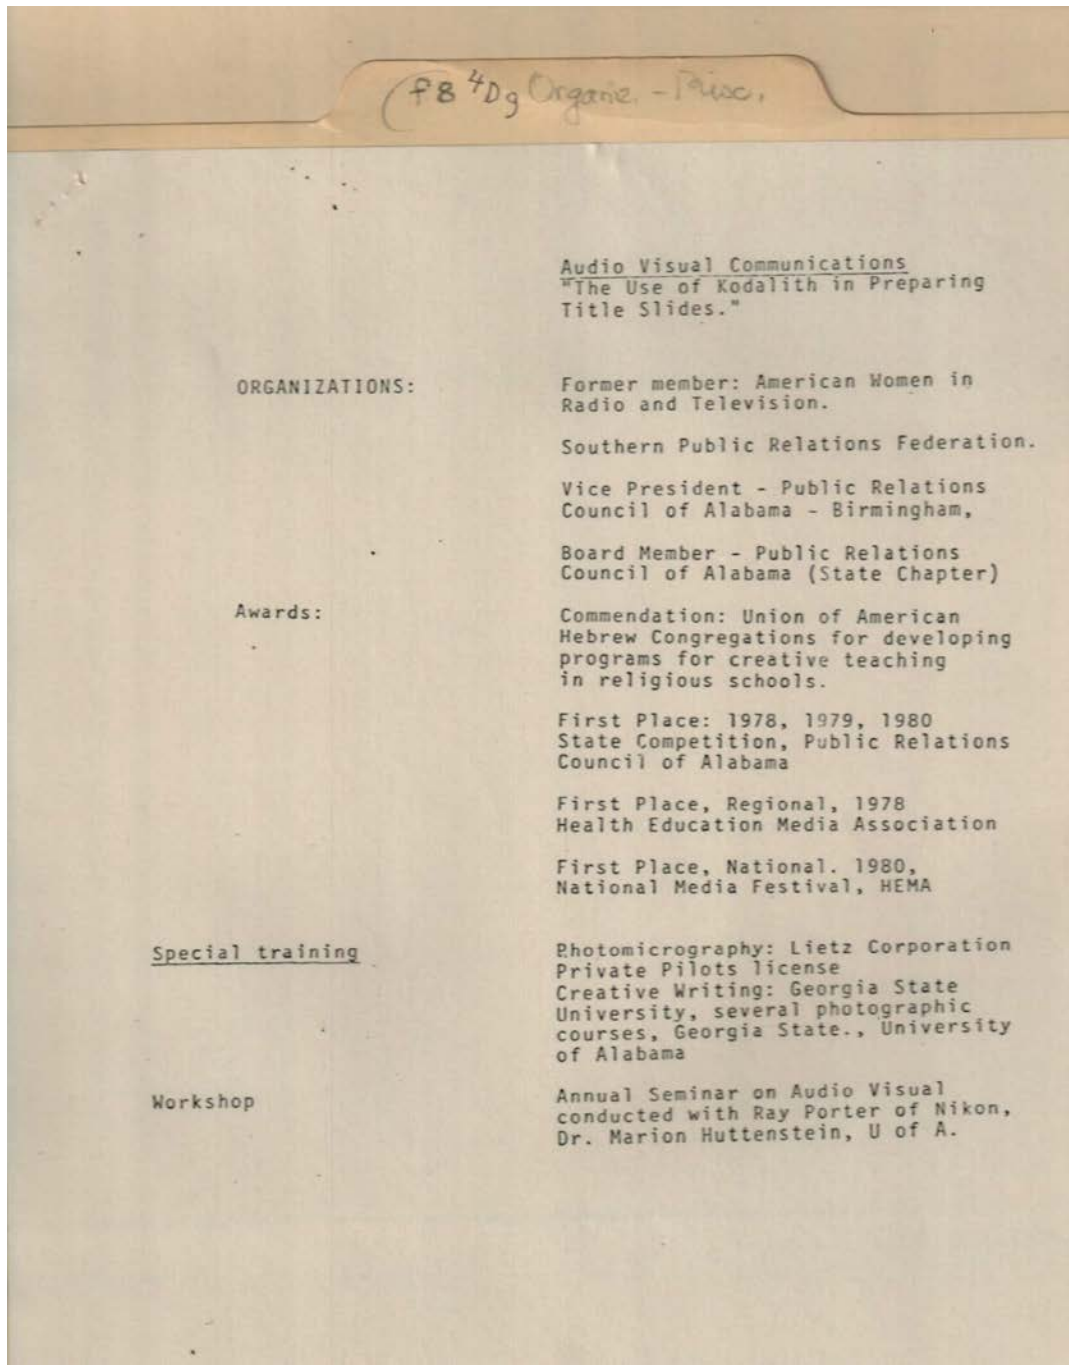 (f8 4Dg Organie. - Misc.
Audio Visual Communications
"The Use of Kodalith in Preparing
Title Slides."
ORGANIZATIONS:
Former member: American Women in
Radio and Television.
Southern Public Relations Federation.
Vice President - Public Relations
Council of Alabama - Birmingham,
Board Member - Public Relations
Council of Alabama (State Chapter)
Awards:
Commendation: Union of American
Hebrew Congregations for developing
programs for creative teaching
in religious schools.
First Place: 1978, 1979, 1980
State Competition, Public Relations
Council of Alabama
First Place, Regional, 1978
Health Education Media Association
First Place, National. 1980,
National Media Festival, HEMA
Special training
Photomicrography: Lietz Corporation
Private Pilots license
Creative Writing: Georgia State
University, several photographic
courses, Georgia State., University
of Alabama
Workshop
Annual Seminar on Audio Visual
conducted with Ray Porter of Nikon,
Dr. Marion Huttenstein, U of A.